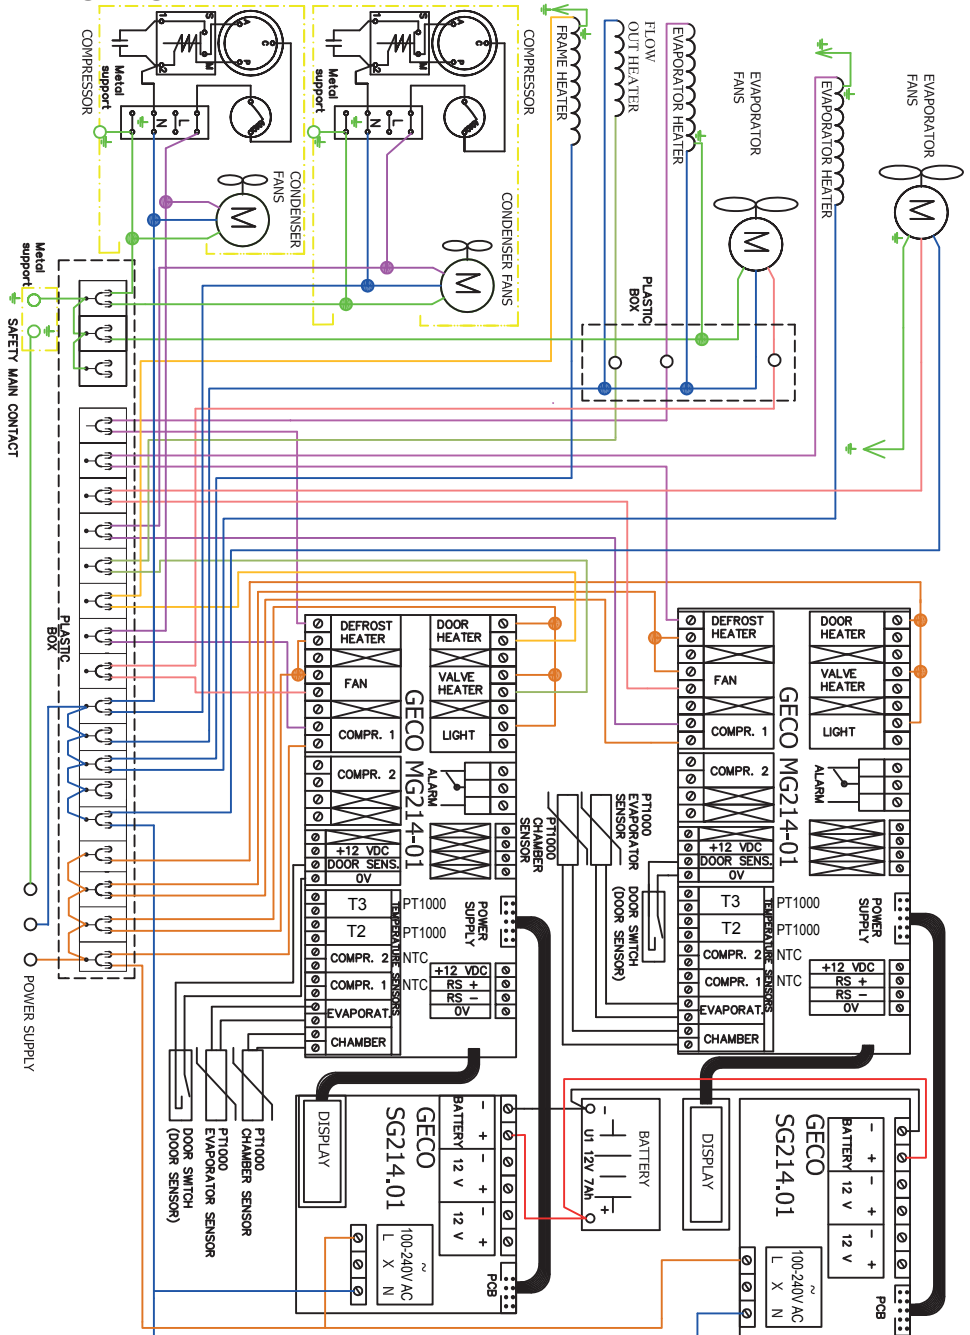 COMPRESSOR
Metal
support
1
2
S
M
A
C
P
N
L
CONDENSER
FANS
M
COMPRESSOR
Metal
support
1
2
S
M
A
C
P
N
L
CONDENSER FANS
M
FRAME HEATER
FLOW
OUT HEATER
EVAPORATOR HEATER
EVAPORATOR
FANS
M
EVAPORATOR HEATER
EVAPORATOR
FANS
M
PLASTIC
BOX
Metal
support
SAFETY MAIN CONTACT
PLASTIC
BOX
POWER SUPPLY
DEFROST
HEATER
FAN
COMPR. 1
COMPR. 2
DOOR
HEATER
VALVE
HEATER
LIGHT
GECO MG214-01
ALARM
+12 VDC
DOOR SENS.
0V
T3
T2
COMPR. 2
COMPR. 1
EVAPORAT.
CHAMBER
TEMPERATURE SENSORS
PT1000
PT1000
NTC
NTC
POWER
SUPPLY
+12 VDC
RS +
RS -
0V
PT1000
CHAMBER
SENSOR
PT1000
EVAPORATOR
SENSOR
DOOR SWITCH
(DOOR SENSOR)
DEFROST
HEATER
FAN
COMPR. 1
COMPR. 2
DOOR
HEATER
VALVE
HEATER
LIGHT
GECO MG214-01
ALARM
+12 VDC
DOOR SENS.
0V
T3
T2
COMPR. 2
COMPR. 1
EVAPORAT.
CHAMBER
TEMPERATURE SENSORS
PT1000
PT1000
NTC
NTC
POWER
SUPPLY
+12 VDC
RS +
RS -
0V
DOOR SWITCH
(DOOR SENSOR)
PT1000
EVAPORATOR SENSOR
PT1000
CHAMBER SENSOR
DISPLAY
GECO
SG214.01
BATTERY
- +
12 V
- +
12 V
- +
100-240V AC
~
L X N
PCB
BATTERY
- +
U1 12V 7Ah
DISPLAY
GECO
SG214.01
BATTERY
- +
12 V
- +
12 V
- +
100-240V AC
~
L X N
PCB